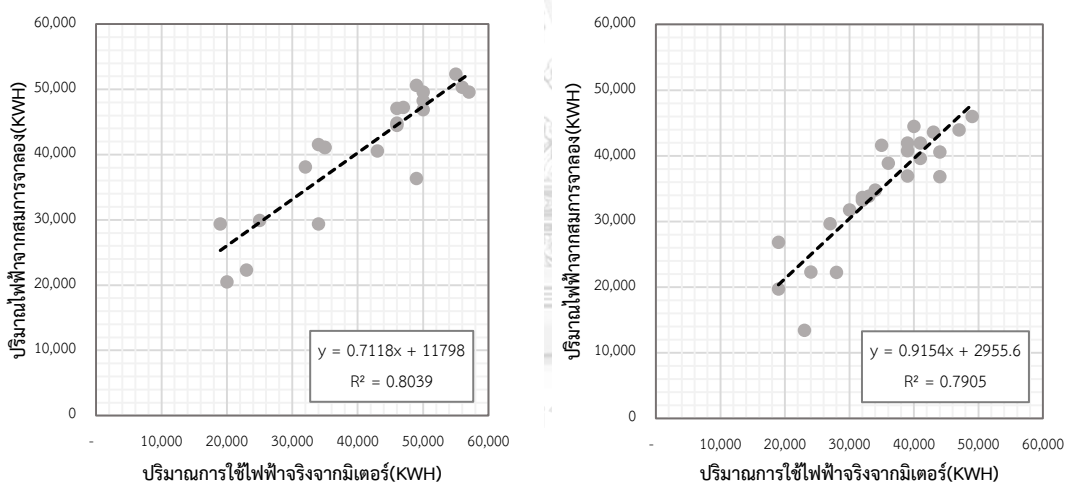 60,000
50,000
40,000
30,000
20,000
10,000
0
- 10,000 20,000 30,000 40,000 50,000 60,000
ปริมาณไฟฟ้าจากสมการจาลอง(KWH)
ปริมาณการใช้ไฟฟ้าจริงจากมิเตอร์(KWH)
y = 0.7118x + 11798
R² = 0.8039
60,000
50,000
40,000
30,000
20,000
10,000
0
- 10,000 20,000 30,000 40,000 50,000 60,000
ปริมาณไฟฟ้าจากสมการจาลอง(KWH)
ปริมาณการใช้ไฟฟ้าจริงจากมิเตอร์(KWH)
y = 0.9154x + 2955.6
R² = 0.7905